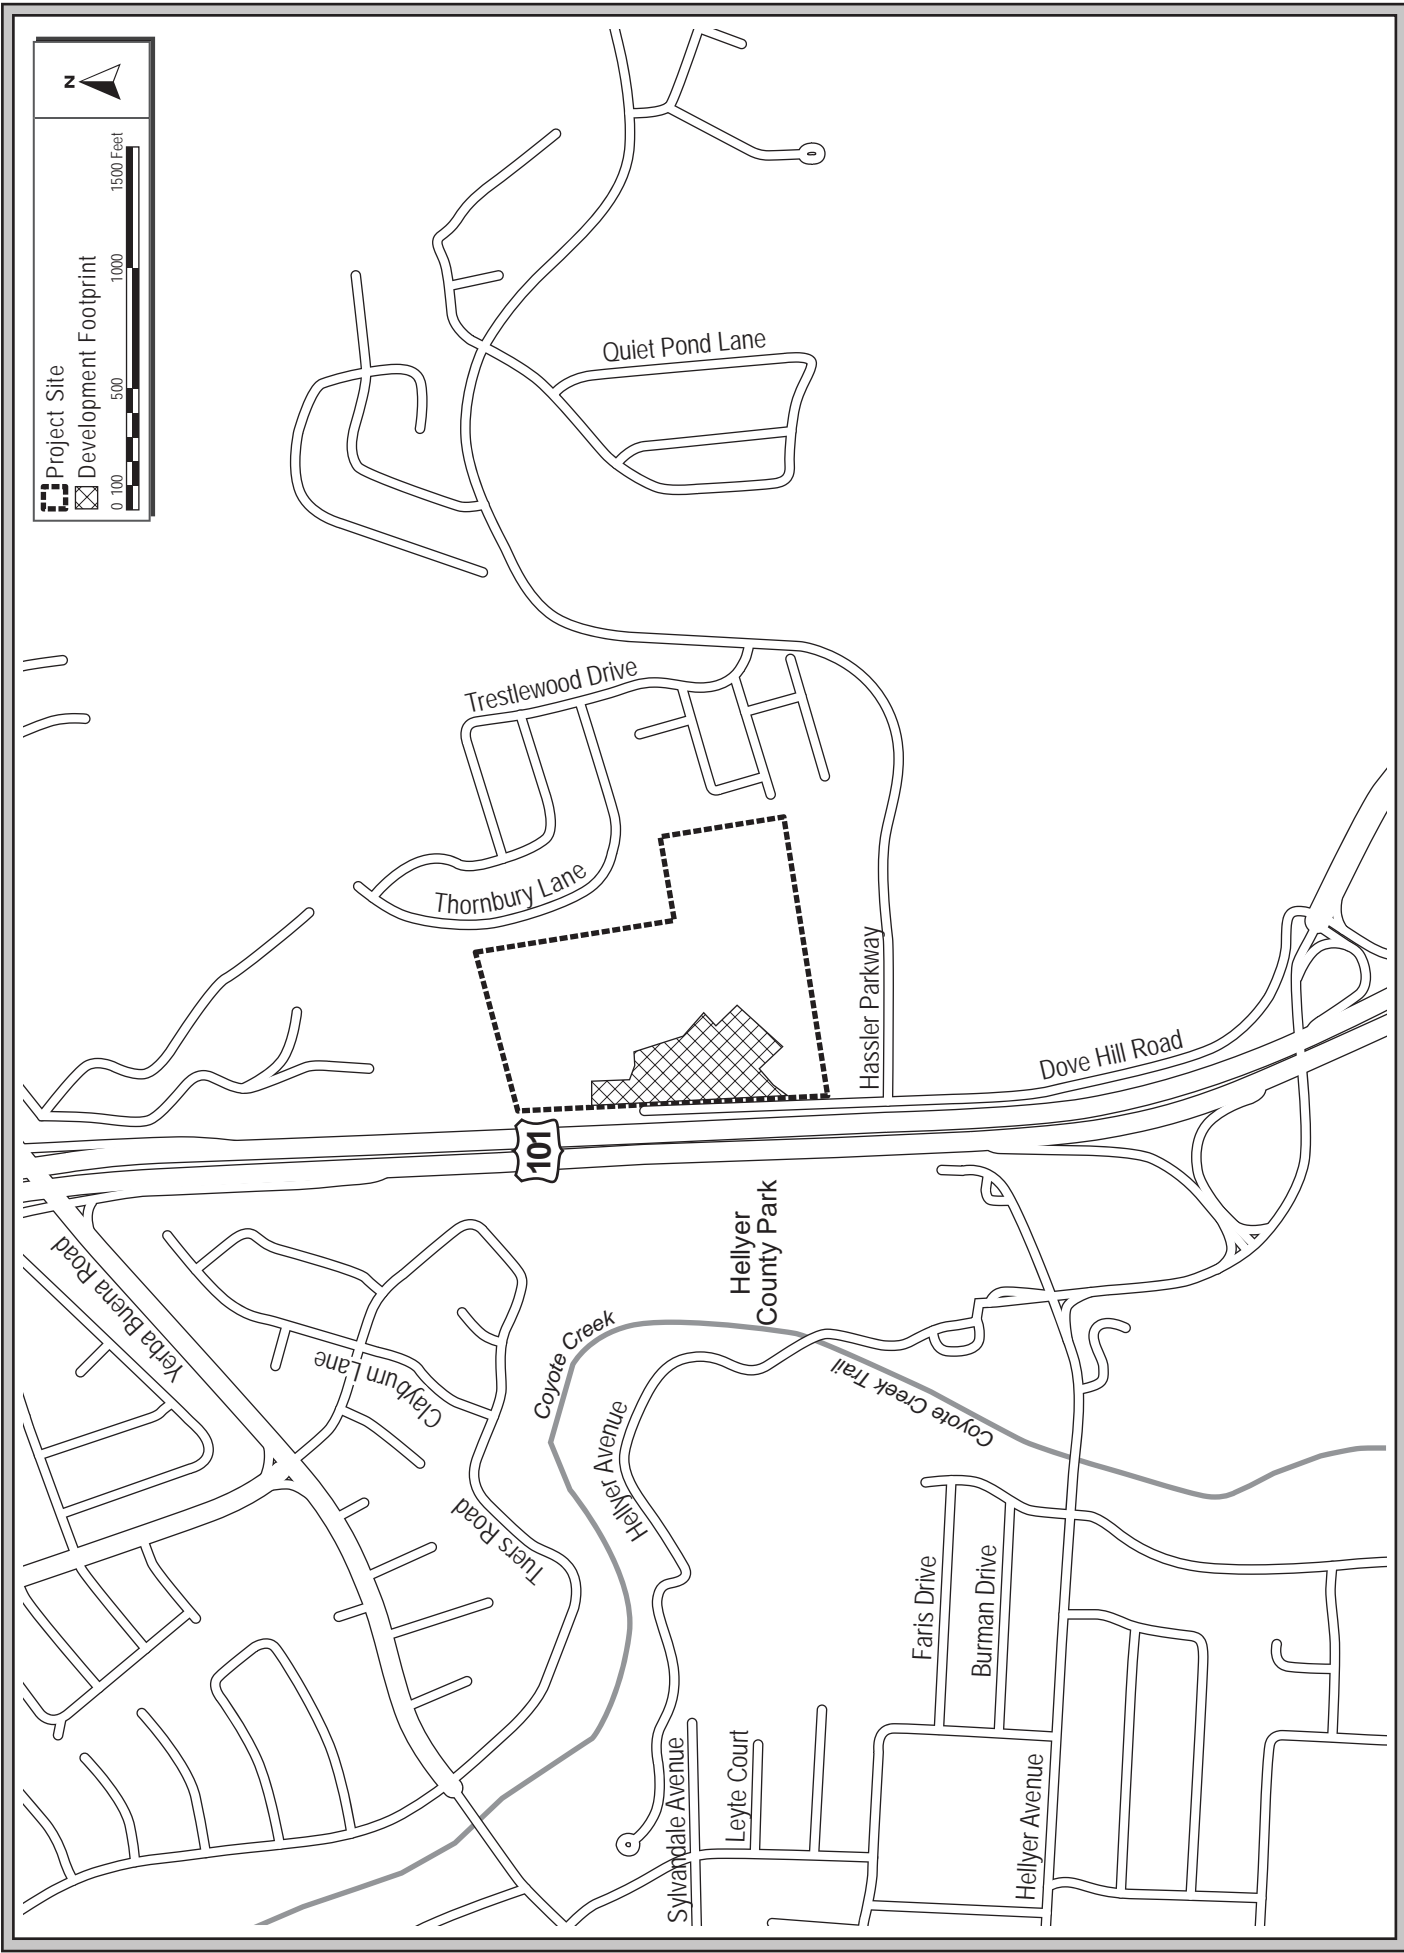 N
Project Site
Development Footprint
0 100 500 1000 1500 Feet
Quiet Pond Lane
Trestlewood Drive
Thornbury Lane
Hassler Parkway
Dove Hill Road
101
Hellyer
County Park
Yerba Buena Road
Clayburn Lane
Coyote Creek
Coyote Creek Trail
Hellyer Avenue
Tuers Road
Faris Drive
Burman Drive
Sylvandale Avenue
Leyte Court
Hellyer Avenue